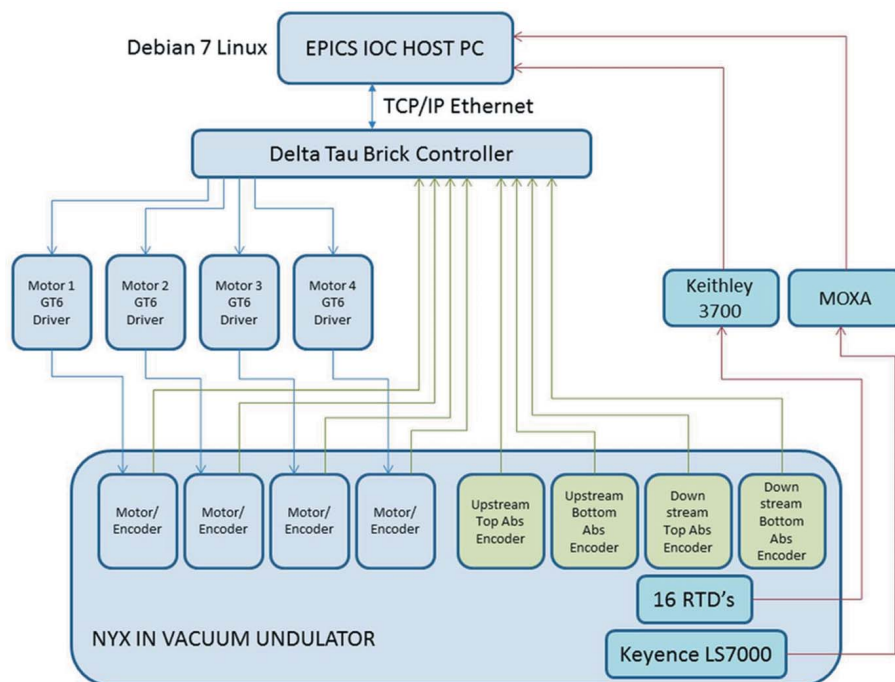 Debian 7 Linux
EPICS IOC HOST PC
TCP/IP Ethernet
Delta Tau Brick Controller
Motor 1
GT6
Driver
Motor 2
GT6
Driver
Motor 3
GT6
Driver
Motor 4
GT6
Driver
Keithley
3700
MOXA
Motor/
Encoder
Motor/
Encoder
Motor/
Encoder
Motor/
Encoder
Upstream
Top Abs
Encoder
Upstream
Bottom
Abs
Encoder
Down
stream
Top Abs
Encoder
Down
stream
Bottom
Abs
Encoder
16 RTD's
NYX IN VACUUM UNDULATOR
Keyence LS7000